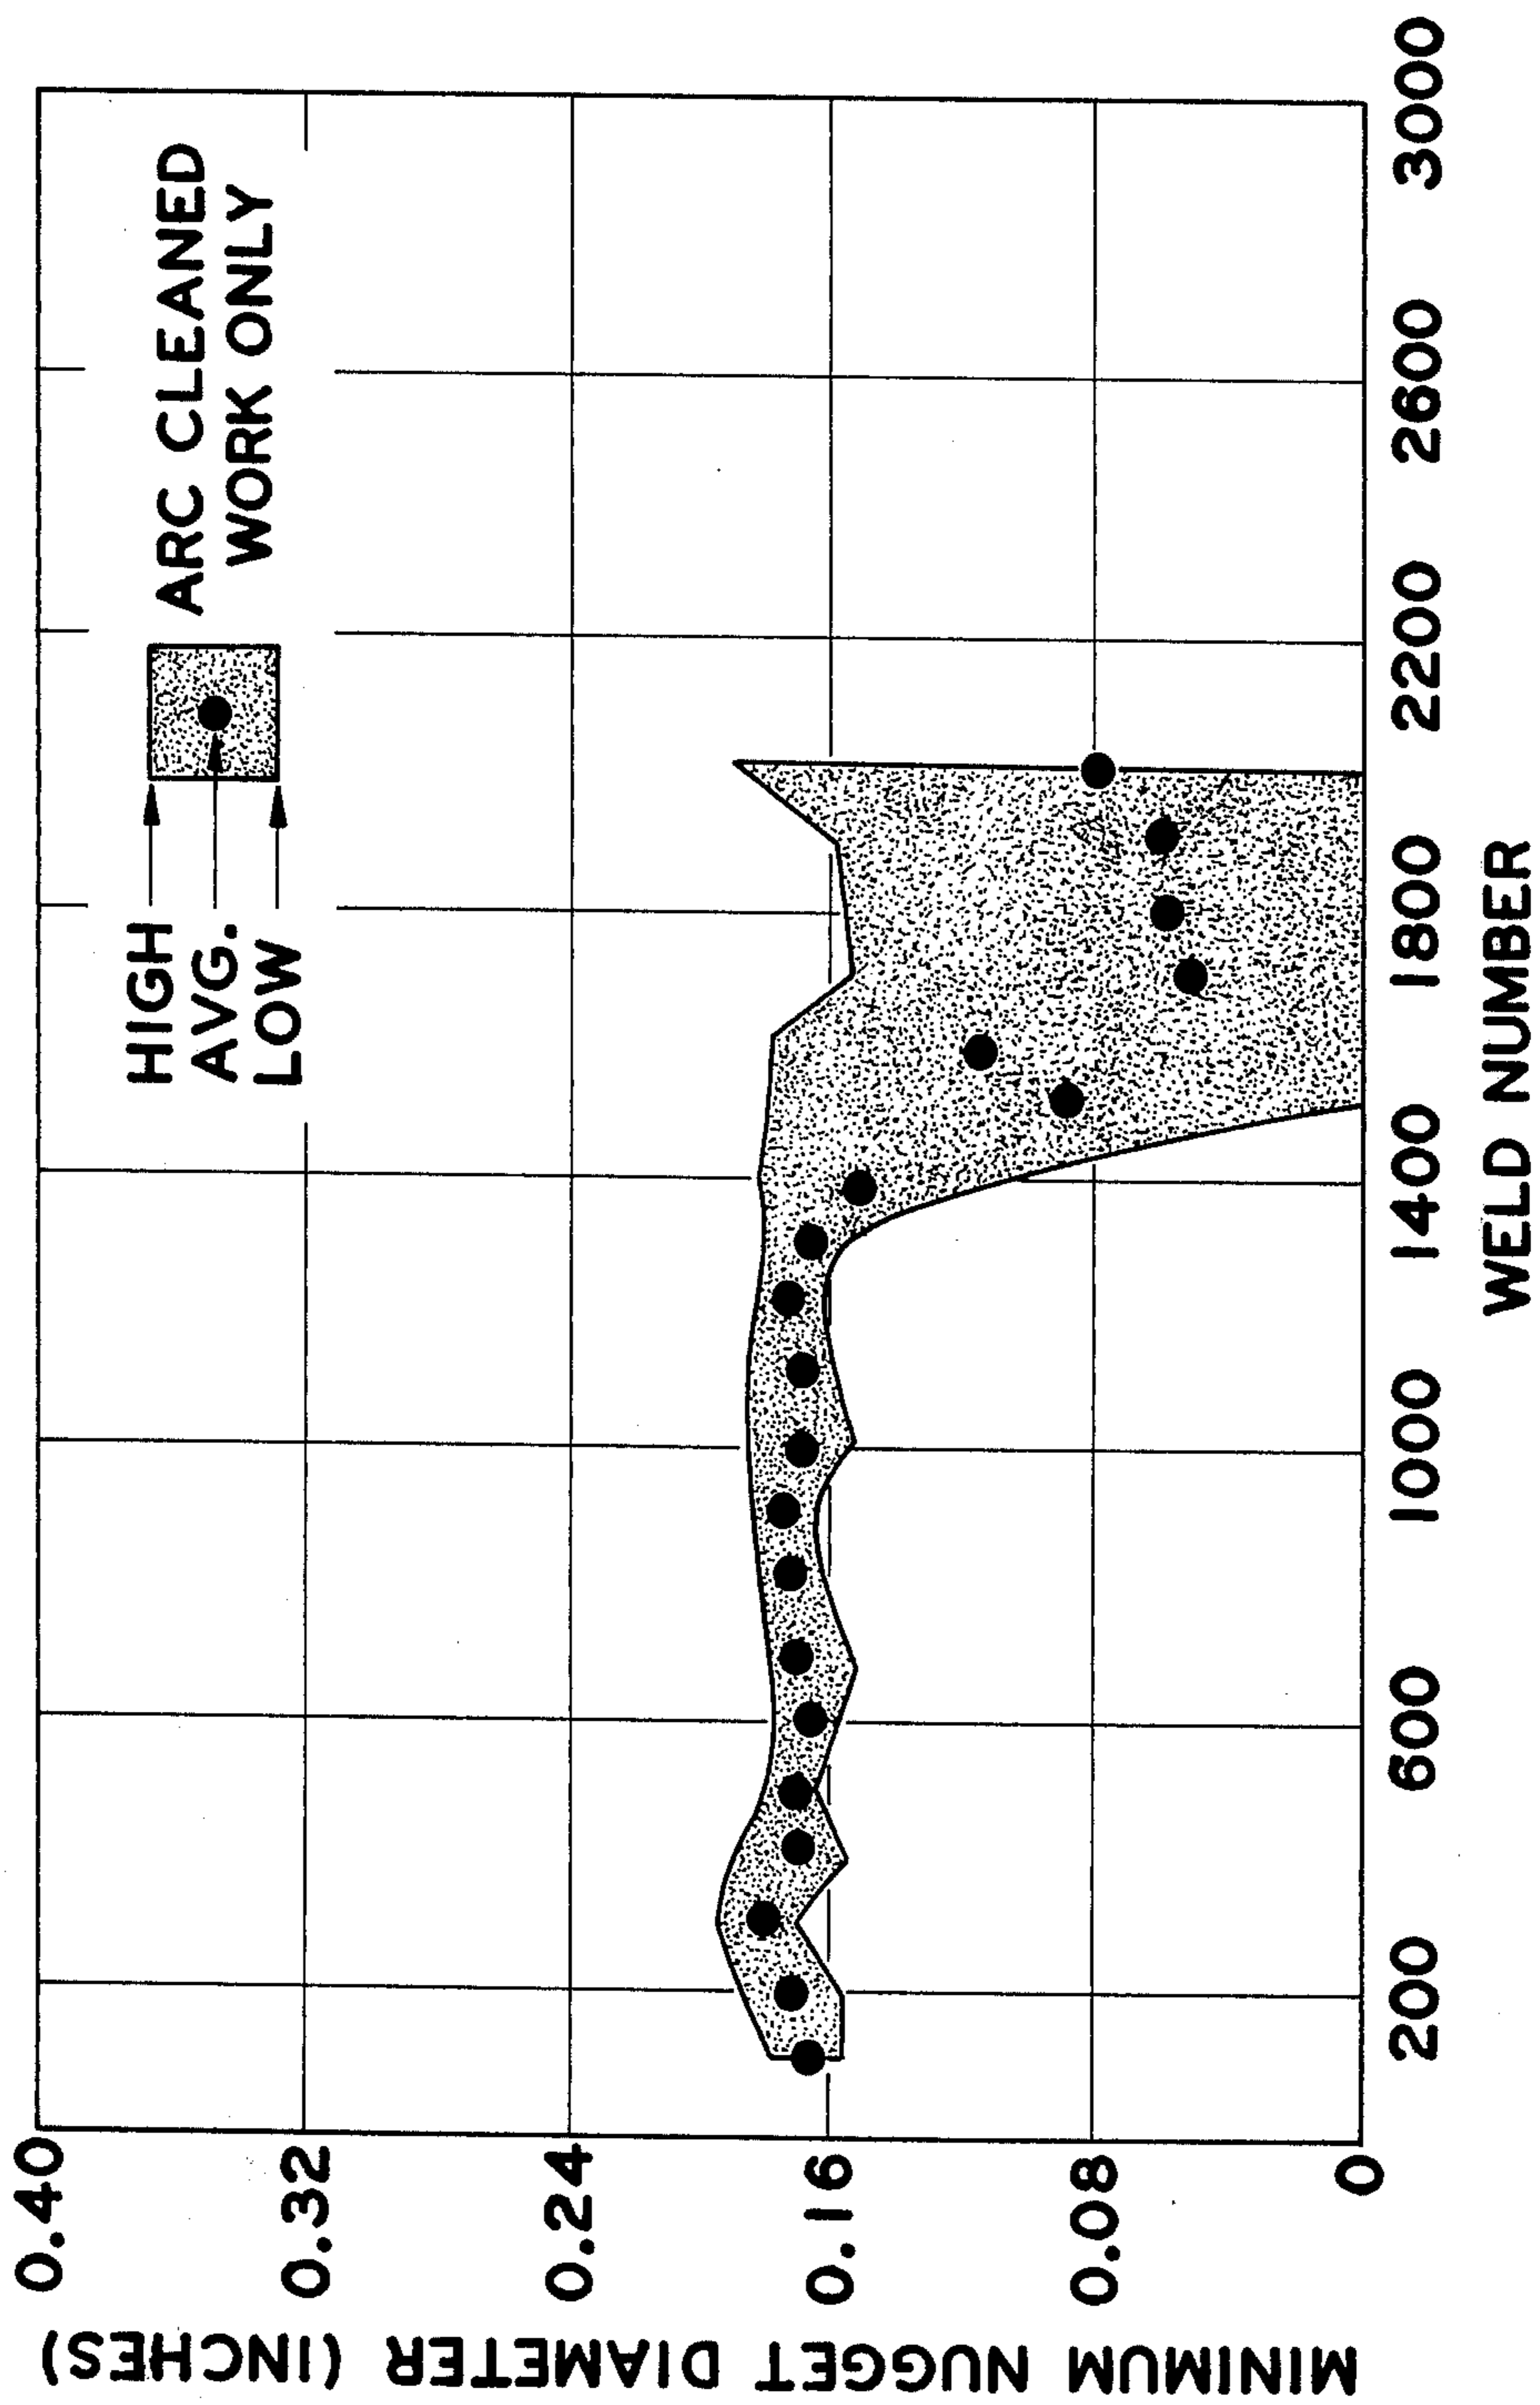 MINIMUM NUGGET DIAMETER (INCHES)
0.40
0.32
0.24
0.16
0.08
0
HIGH
AVG.
LOW
ARC CLEANED
WORK ONLY
200
600
1000
1400
1800
2200
2600
3000
WELD NUMBER